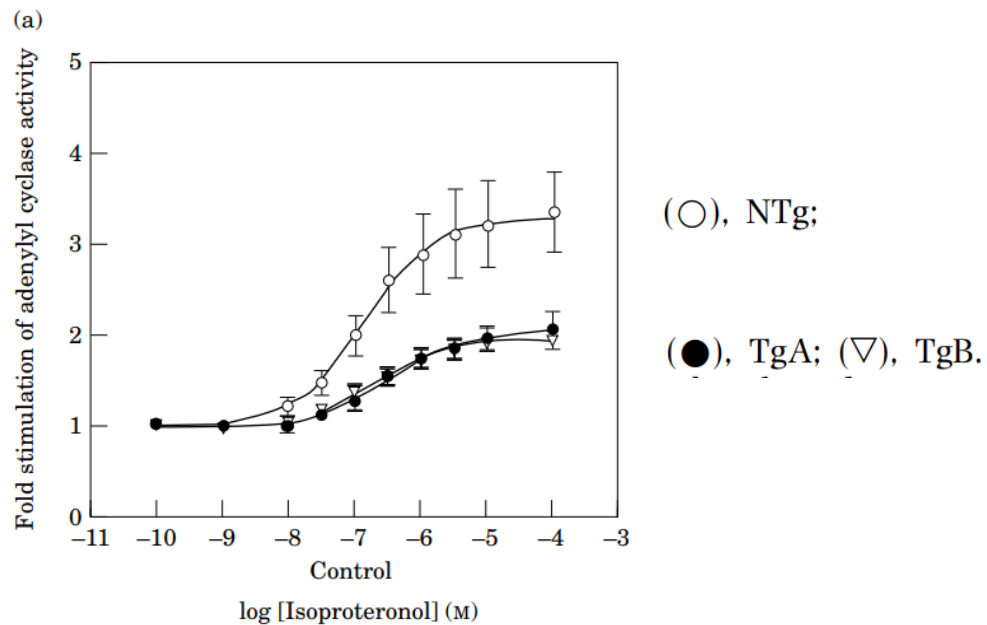 (a)
Fold stimulation of adenylyl cyclase activity
5
4
3
2
1
0
–11 –10 –9 –8 –7 –6 –5 –4 –3
Control
log [Isoproteronol] (M)
(○), NTg;
(●), TgA; (▽), TgB.